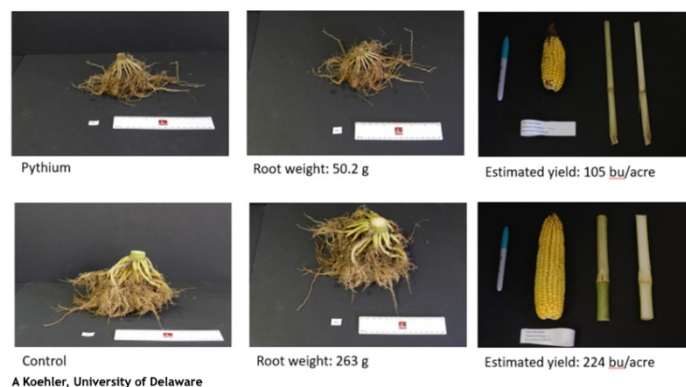 Pythium
Root weight: 50.2 g
Estimated yield: 105 bu/acre
Control
Root weight: 263 g
Estimated yield: 224 bu/acre
A Koehler, University of Delaware